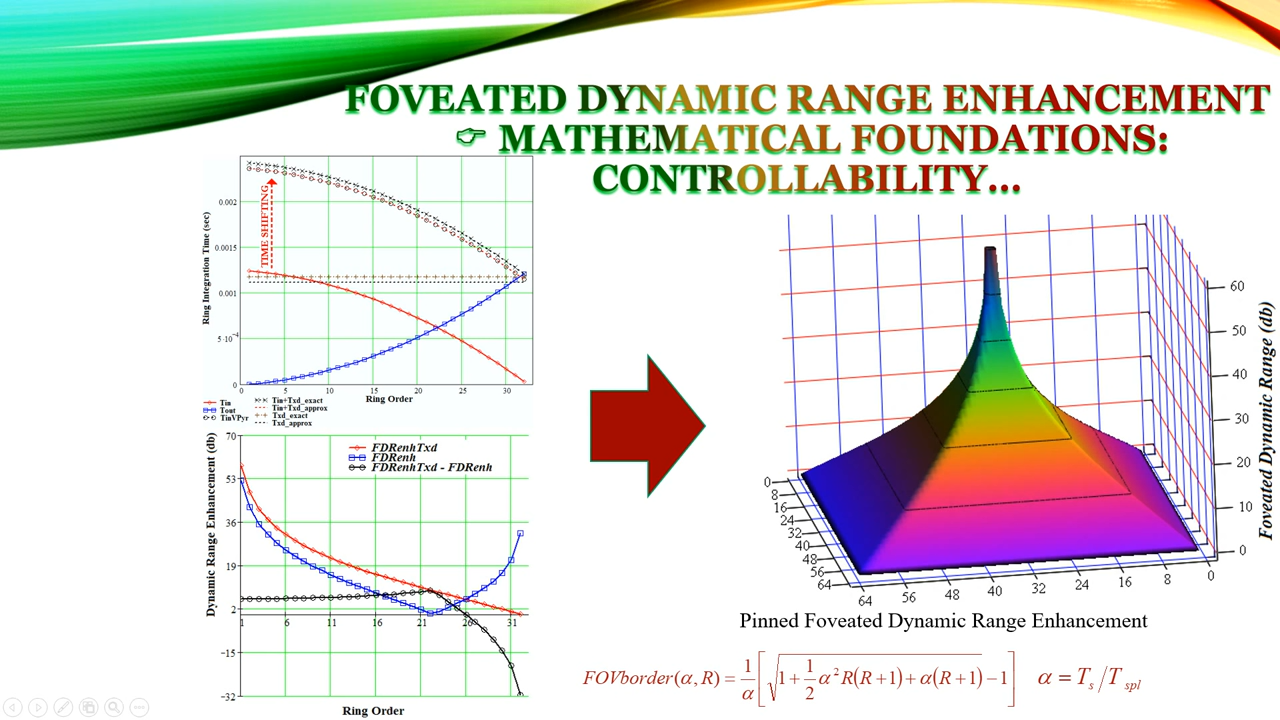 FOVEATED DYNAMIC RANGE ENHANCEMENT
☞ MATHEMATICAL FOUNDATIONS:
CONTROLLABILITY...
Ring Integration Time (sec)
TIME SHIFTING
0.002
0.0015
0.001
5·10⁻⁴
0
5 10 15 20 25 30
Ring Order
Tin
Tout
TinVPyr
Tin+Txd_exact
Tin+Txd_approx
Txd_exact
Txd_approx
Dynamic Range Enhancement (db)
70
53
36
19
2
-15
-32
1 6 11 16 21 26 31
FDRenhTxd
FDRenh
FDRenhTxd - FDRenh
Ring Order
60
50
40
30
20
10
0
Foveated Dynamic Range (db)
0
8
16
24
32
40
48
56
64
64 56 48 40 32 24 16 8 0
Pinned Foveated Dynamic Range Enhancement
FOVborder(α, R) = 1/α [√(1 + 1/2 α² R(R+1) + α(R+1)) − 1] α = Ts/Tspl